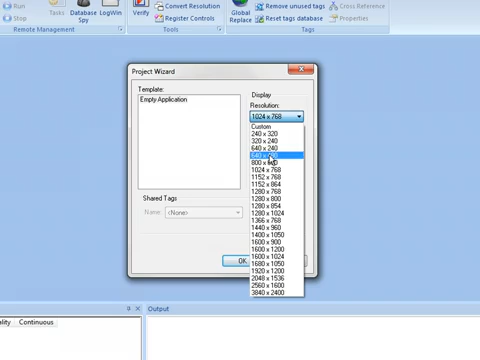 Run
Stop
Tasks
Database
Spy
LogWin
Verify
Convert Resolution
Register Controls
Global
Replace
Remove unused tags
Reset tags database
Cross Reference
Properties
Remote Management
Tools
Tags
Project Wizard
Template:
Empty Application
Display
Resolution:
1024 x 768
Custom
240 x 320
320 x 240
640 x 240
640 x 480
800 x 600
1024 x 768
1152 x 768
1152 x 864
1280 x 768
1280 x 800
1280 x 854
1280 x 1024
1366 x 768
1440 x 960
1400 x 1050
1600 x 900
1600 x 1200
1600 x 1024
1680 x 1050
1920 x 1200
2048 x 1536
2560 x 1600
3840 x 2400
Shared Tags
Name:
<None>
OK
Output
ality
Continuous